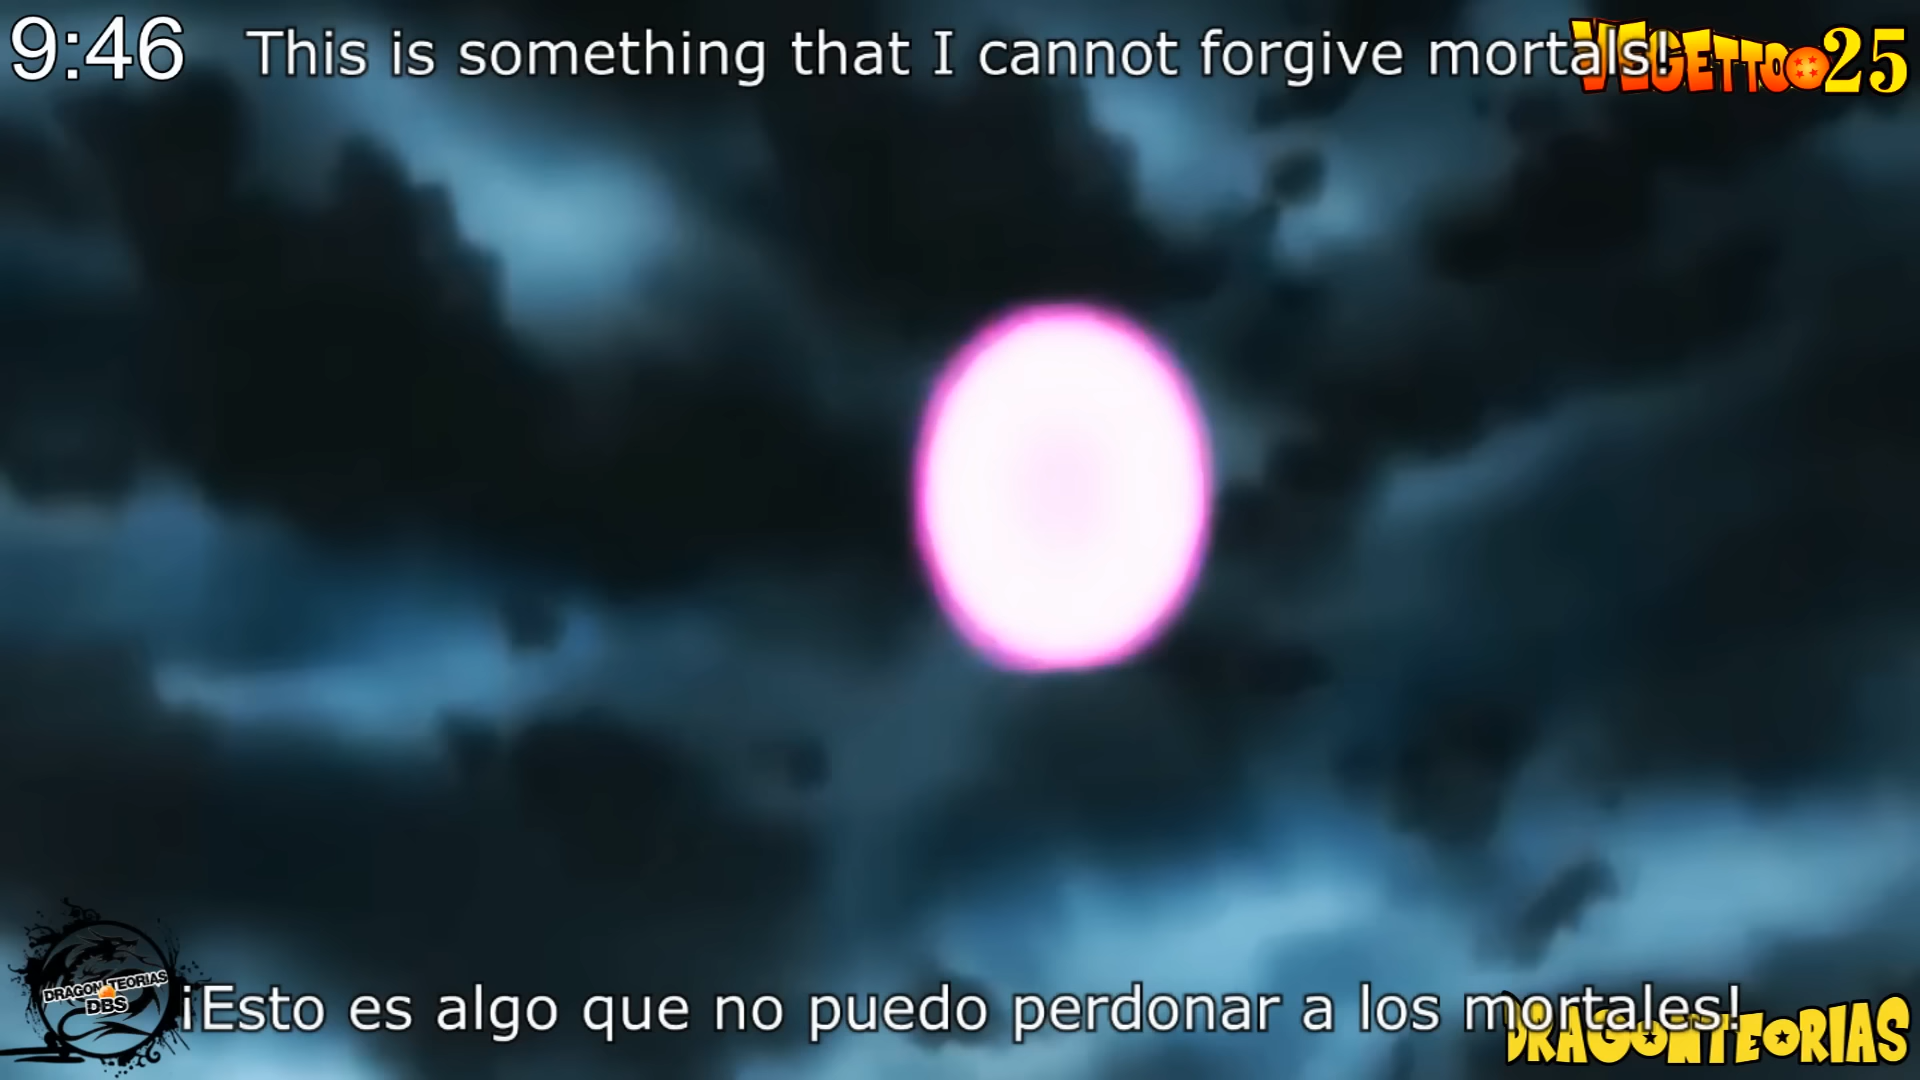 9:46 This is something that I cannot forgive mortals!
VEGETTO 25
DRAGON TEORIAS
DBS
¡Esto es algo que no puedo perdonar a los mortales!
DRAGONTEORIAS